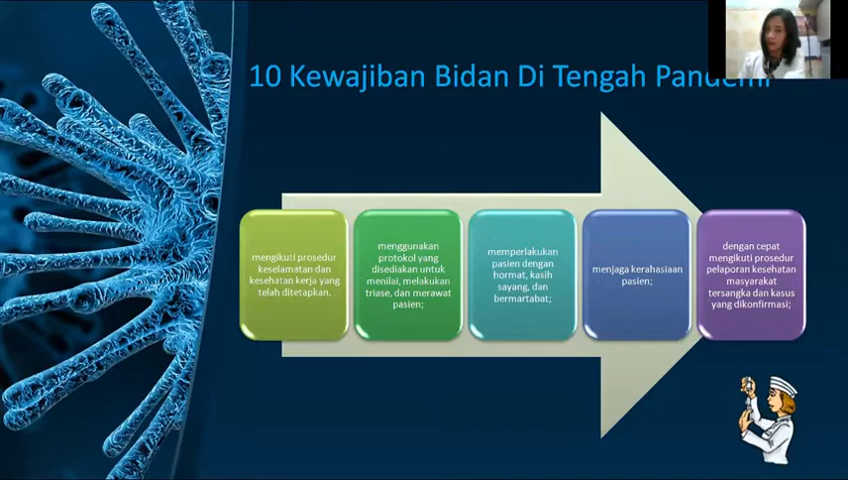 10 Kewajiban Bidan Di Tengah Pandemi
mengikuti prosedur
keselamatan dan
kesehatan kerja yang
telah ditetapkan.
menggunakan
protokol yang
disediakan untuk
menilai, melakukan
triase, dan merawat
pasien;
memperlakukan
pasien dengan
hormat, kasih
sayang, dan
bermartabat;
menjaga kerahasiaan
pasien;
dengan cepat
mengikuti prosedur
pelaporan kesehatan
masyarakat
tersangka dan kasus
yang dikonfirmasi;